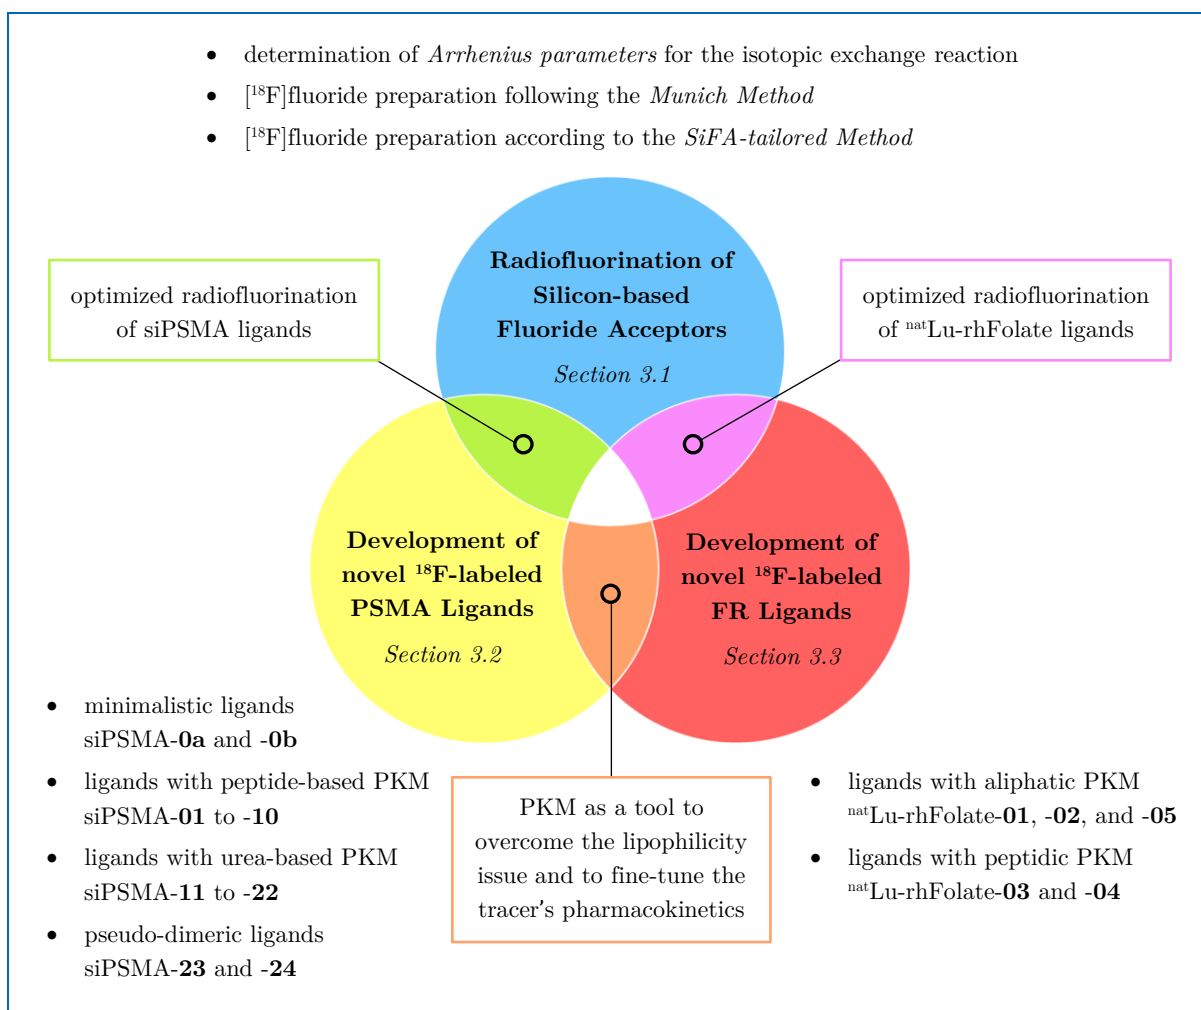 • determination of Arrhenius parameters for the isotopic exchange reaction
• [¹⁸F]fluoride preparation following the Munich Method
• [¹⁸F]fluoride preparation according to the SiFA-tailored Method
optimized radiofluorination
of siPSMA ligands
Radiofluorination of
Silicon-based
Fluoride Acceptors
Section 3.1
optimized radiofluorination
of ⁿᵃᵗLu-rhFolate ligands
Development of
novel ¹⁸F-labeled
PSMA Ligands
Section 3.2
Development of
novel ¹⁸F-labeled
FR Ligands
Section 3.3
• minimalistic ligands
siPSMA-0a and -0b
• ligands with peptide-based PKM
siPSMA-01 to -10
• ligands with urea-based PKM
siPSMA-11 to -22
• pseudo-dimeric ligands
siPSMA-23 and -24
PKM as a tool to
overcome the lipophilicity
issue and to fine-tune the
tracer's pharmacokinetics
• ligands with aliphatic PKM
ⁿᵃᵗLu-rhFolate-01, -02, and -05
• ligands with peptidic PKM
ⁿᵃᵗLu-rhFolate-03 and -04